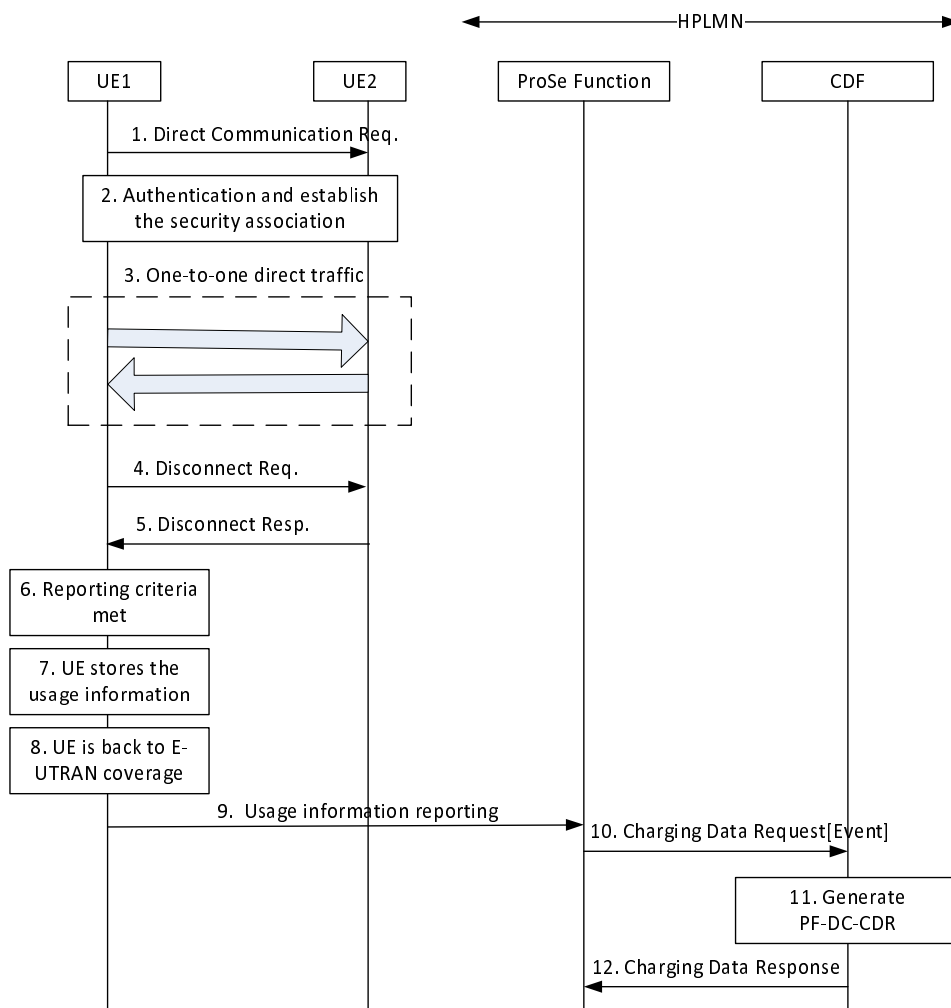 HPLMN
UE1
UE2
ProSe Function
CDF
1. Direct Communication Req.
2. Authentication and establish
the security association
3. One-to-one direct traffic
4. Disconnect Req.
5. Disconnect Resp.
6. Reporting criteria
met
7. UE stores the
usage information
8. UE is back to E-
UTRAN coverage
9. Usage information reporting
10. Charging Data Request[Event]
11. Generate
PF-DC-CDR
12. Charging Data Response